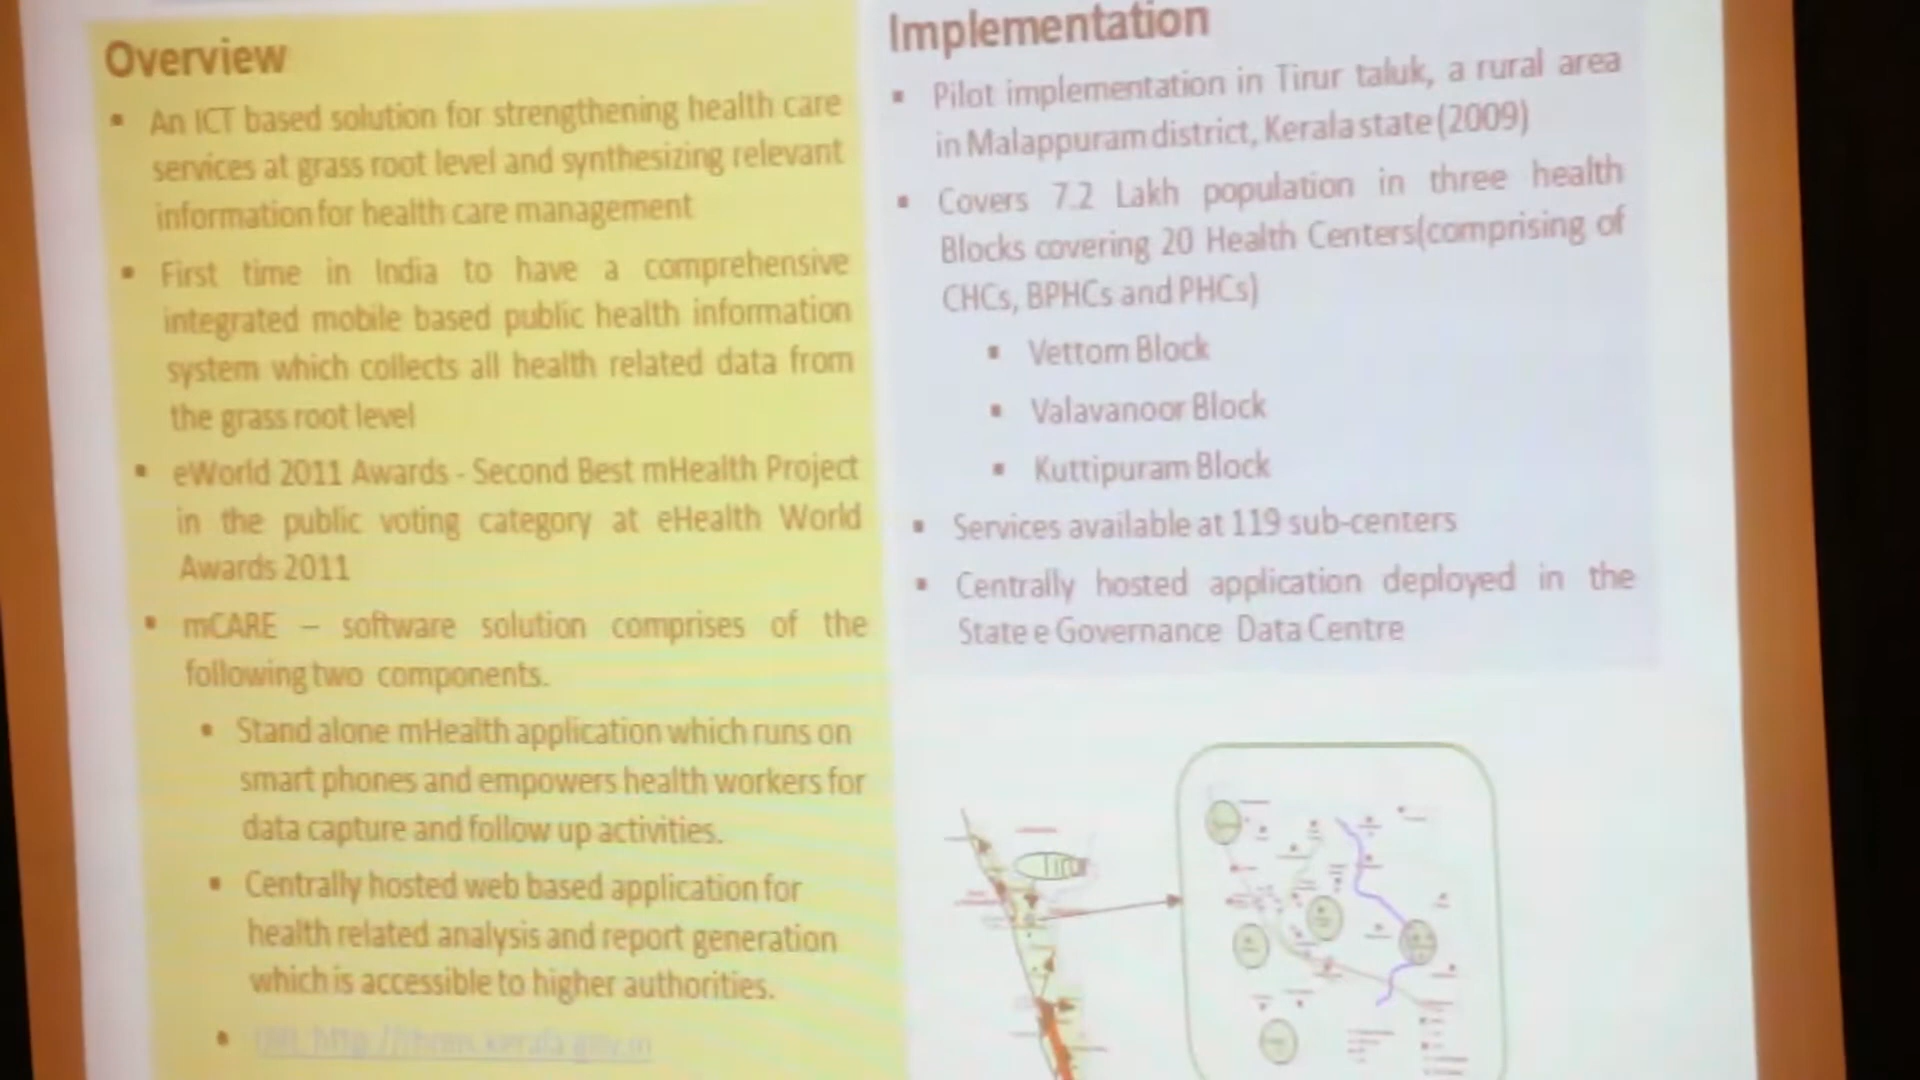 Overview
An ICT based solution for strengthening health care
services at grass root level and synthesizing relevant
information for health care management
First time in India to have a comprehensive
integrated mobile based public health information
system which collects all health related data from
the grass root level
eWorld 2011 Awards - Second Best mHealth Project
in the public voting category at eHealth World
Awards 2011
mCARE – software solution comprises of the
following two components.
Stand alone mHealth application which runs on
smart phones and empowers health workers for
data capture and follow up activities.
Centrally hosted web based application for
health related analysis and report generation
which is accessible to higher authorities.
Implementation
Pilot implementation in Tirur taluk, a rural area
in Malappuram district, Kerala state (2009)
Covers 7.2 Lakh population in three health
Blocks covering 20 Health Centers(comprising of
CHCs, BPHCs and PHCs)
Vettom Block
Valavanoor Block
Kuttipuram Block
Services available at 119 sub-centers
Centrally hosted application deployed in the
State e Governance Data Centre